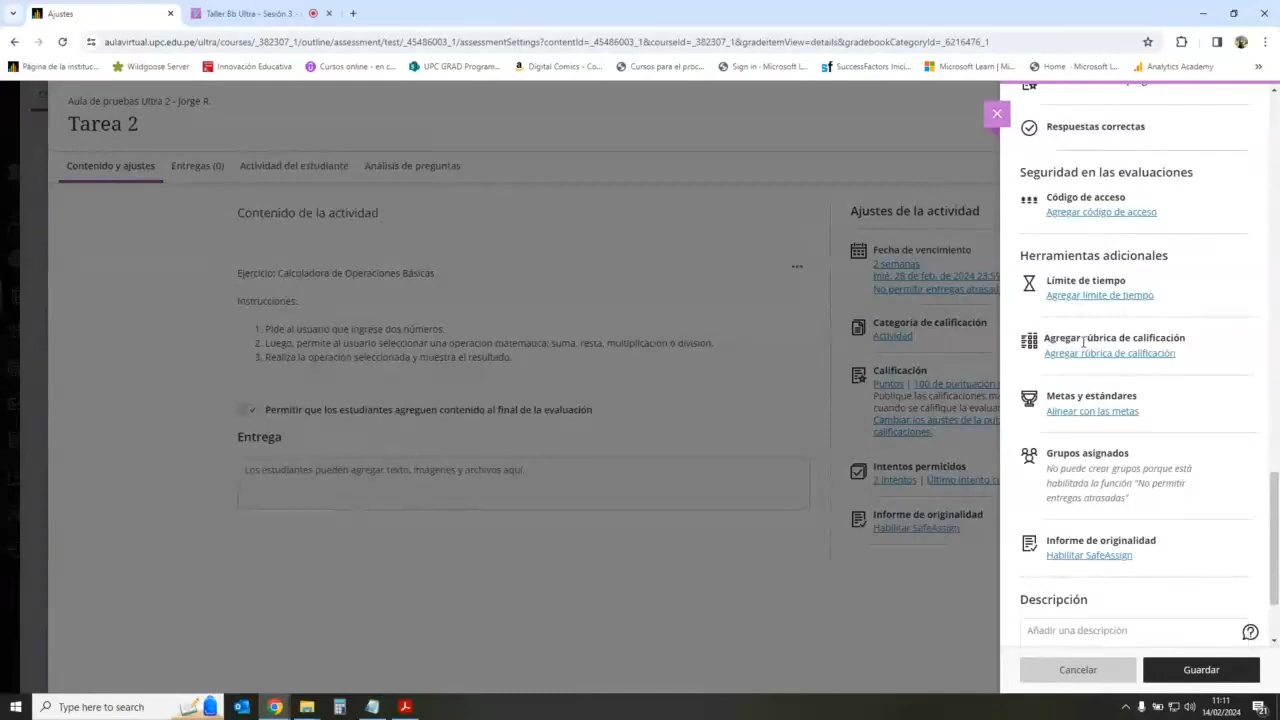 Ajustes
Taller Bb Ultra - Sesión 3 -
aulavirtual.upc.edu.pe/ultra/courses/_382307_1/outline/assessment/test/_45486003_1/assessmentSettings?contentId=_45486003_1&courseId=_382307_1&gradeitemView=details&gradebookCategoryId=_6216476_1
Página de la instituc...
Wildgoose Server
Innovación Educativa
Cursos online - en c...
UPC GRAD Program...
Digital Comics - Co...
Cursos para el proc...
Sign in · Microsoft L...
SuccessFactors Inici...
Microsoft Learn | Mi...
Home · Microsoft L...
Analytics Academy
»
Aula de pruebas Ultra 2 - Jorge R.
Tarea 2
Contenido y ajustes
Entregas (0)
Actividad del estudiante
Análisis de preguntas
Contenido de la actividad
Ejercicio: Calculadora de Operaciones Básicas
Instrucciones:
1. Pide al usuario que ingrese dos números.
2. Luego, permite al usuario seleccionar una operación matemática: suma, resta, multiplicación o división.
3. Realiza la operación seleccionada y muestra el resultado.
Permitir que los estudiantes agreguen contenido al final de la evaluación
Entrega
Los estudiantes pueden agregar texto, imágenes y archivos aquí.
Ajustes de la actividad
Fecha de vencimiento
2 semanas
mié. 28 de feb. de 2024 23:59
No permitir entregas atrasad
Categoría de calificación
Actividad
Calificación
Puntos | 100 de puntuación
Publique las calificaciones
cuando se califique la evalua
Cambiar los ajustes de la
calificaciones.
Intentos permitidos
2 intentos | Último intento
Informe de originalidad
Habilitar SafeAssign
Respuestas correctas
Seguridad en las evaluaciones
Código de acceso
Agregar código de acceso
Herramientas adicionales
Límite de tiempo
Agregar límite de tiempo
Agregar rúbrica de calificación
Agregar rúbrica de calificación
Metas y estándares
Alinear con las metas
Grupos asignados
No puede crear grupos porque está
habilitada la función "No permitir
entregas atrasadas"
Informe de originalidad
Habilitar SafeAssign
Descripción
Añadir una descripción
Cancelar
Guardar
Type here to search
11:11
14/02/2024
21